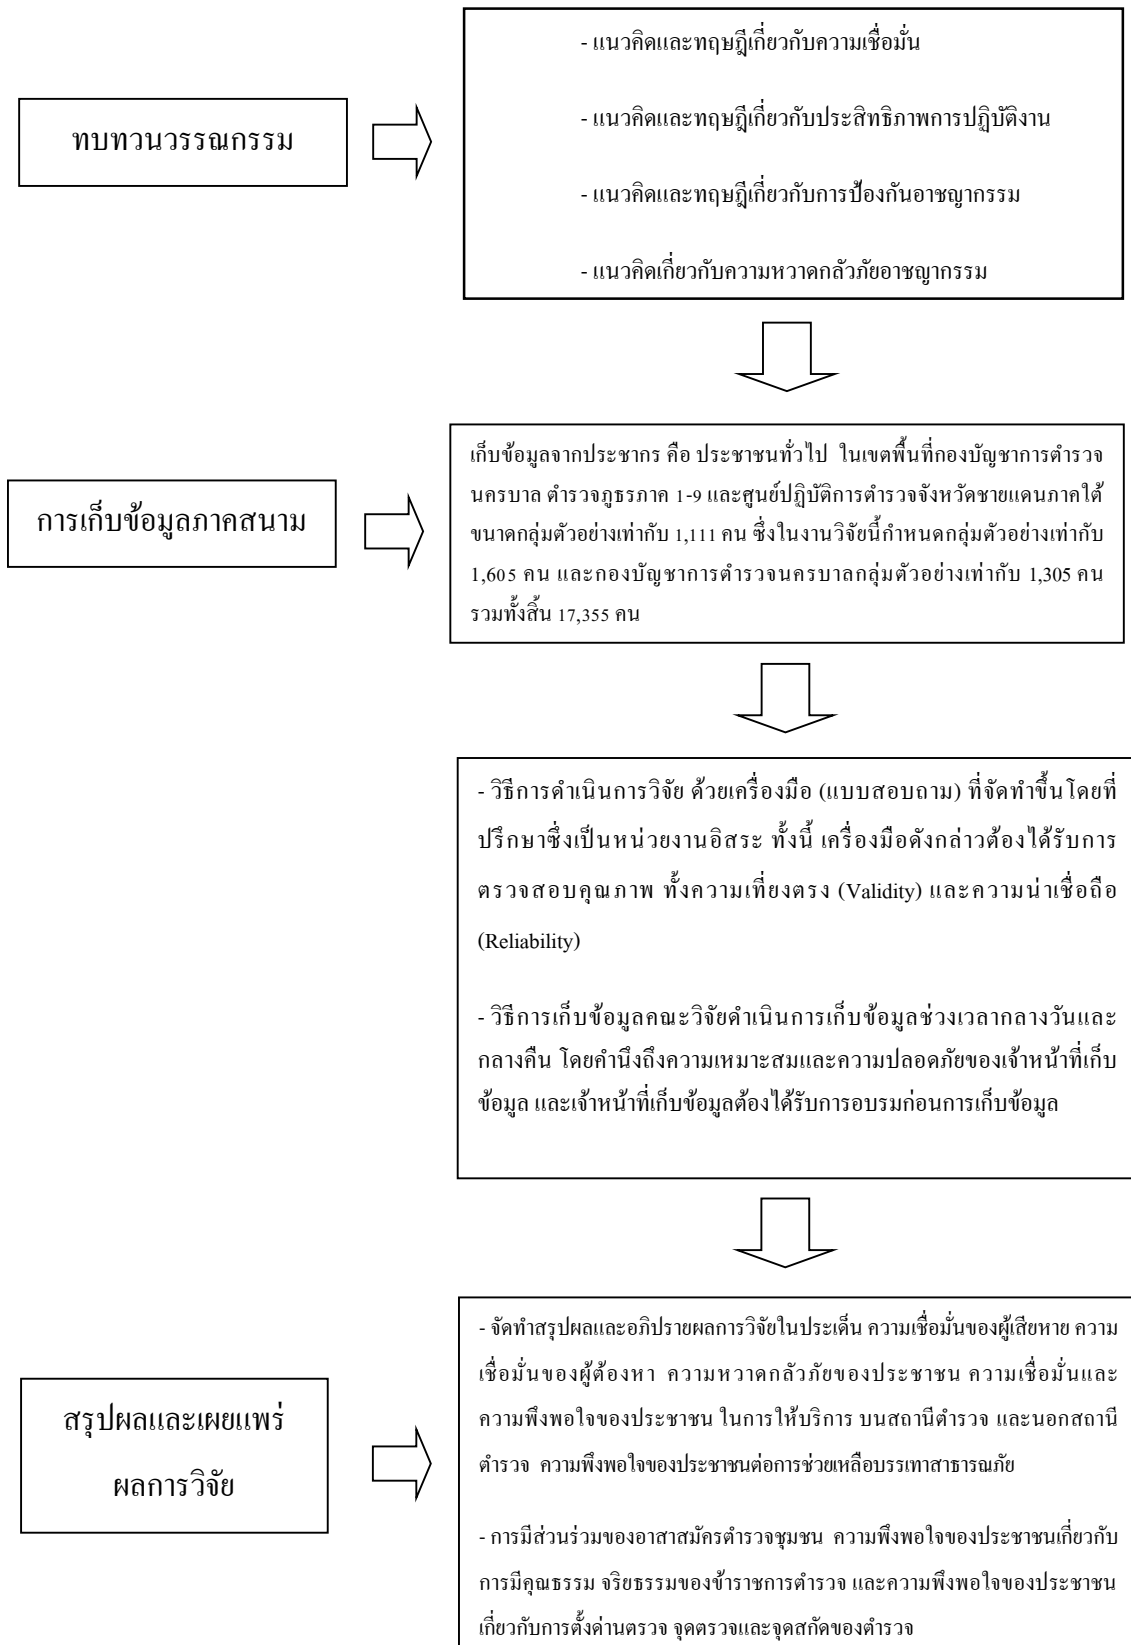 ทบทวนวรรณกรรม
- แนวคิดและทฤษฎีเกี่ยวกับความเชื่อมั่น
- แนวคิดและทฤษฎีเกี่ยวกับประสิทธิภาพการปฏิบัติงาน
- แนวคิดและทฤษฎีเกี่ยวกับการป้องกันอาชญากรรม
- แนวคิดเกี่ยวกับความหวาดกลัวภัยอาชญากรรม
การเก็บข้อมูลภาคสนาม
เก็บข้อมูลจากประชากร คือ ประชาชนทั่วไป ในเขตพื้นที่กองบัญชาการตำรวจ
นครบาล ตำรวจภูธรภาค 1-9 และศูนย์ปฏิบัติการตำรวจจังหวัดชายแดนภาคใต้
ขนาดกลุ่มตัวอย่างเท่ากับ 1,111 คน ซึ่งในงานวิจัยนี้กำหนดกลุ่มตัวอย่างเท่ากับ
1,605 คน และกองบัญชาการตำรวจนครบาลกลุ่มตัวอย่างเท่ากับ 1,305 คน
รวมทั้งสิ้น 17,355 คน
- วิธีการดำเนินการวิจัย ด้วยเครื่องมือ (แบบสอบถาม) ที่จัดทำขึ้นโดยที่
ปรึกษาซึ่งเป็นหน่วยงานอิสระ ทั้งนี้ เครื่องมือดังกล่าวต้องได้รับการ
ตรวจสอบคุณภาพ ทั้งความเที่ยงตรง (Validity) และความน่าเชื่อถือ
(Reliability)
- วิธีการเก็บข้อมูลคณะวิจัยดำเนินการเก็บข้อมูลช่วงเวลากลางวันและ
กลางคืน โดยคำนึงถึงความเหมาะสมและความปลอดภัยของเจ้าหน้าที่เก็บ
ข้อมูล และเจ้าหน้าที่เก็บข้อมูลต้องได้รับการอบรมก่อนการเก็บข้อมูล
สรุปผลและเผยแพร่
ผลการวิจัย
- จัดทำสรุปผลและอภิปรายผลการวิจัยในประเด็น ความเชื่อมั่นของผู้เสียหาย ความ
เชื่อมั่นของผู้ต้องหา ความหวาดกลัวภัยของประชาชน ความเชื่อมั่นและ
ความพึงพอใจของประชาชน ในการให้บริการ บนสถานีตำรวจ และนอกสถานี
ตำรวจ ความพึงพอใจของประชาชนต่อการช่วยเหลือบรรเทาสาธารณภัย
- การมีส่วนร่วมของอาสาสมัครตำรวจชุมชน ความพึงพอใจของประชาชนเกี่ยวกับ
การมีคุณธรรม จริยธรรมของข้าราชการตำรวจ และความพึงพอใจของประชาชน
เกี่ยวกับการตั้งด่านตรวจ จุดตรวจและจุดสกัดของตำรวจ